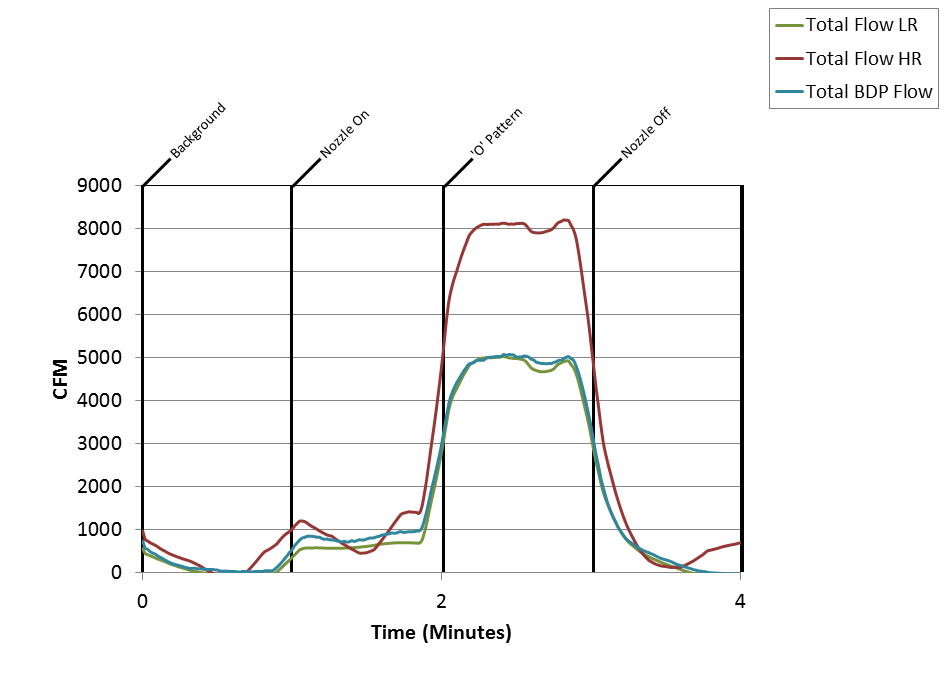 Total Flow LR
Total Flow HR
Total BDP Flow
Background
Nozzle On
'O' Pattern
Nozzle Off
9000
8000
7000
6000
5000
4000
3000
2000
1000
0
CFM
0 2 4
Time (Minutes)